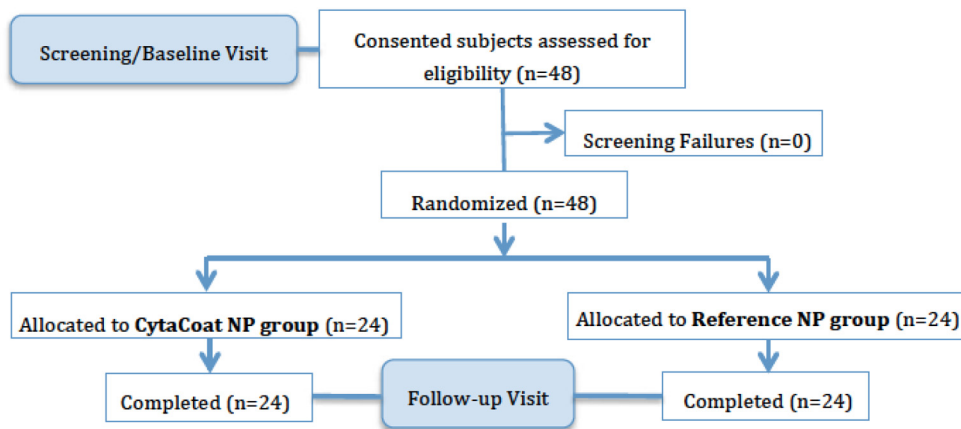 Screening/Baseline Visit
Consented subjects assessed for
eligibility (n=48)
Screening Failures (n=0)
Randomized (n=48)
Allocated to CytaCoat NP group (n=24)
Allocated to Reference NP group (n=24)
Completed (n=24)
Follow-up Visit
Completed (n=24)